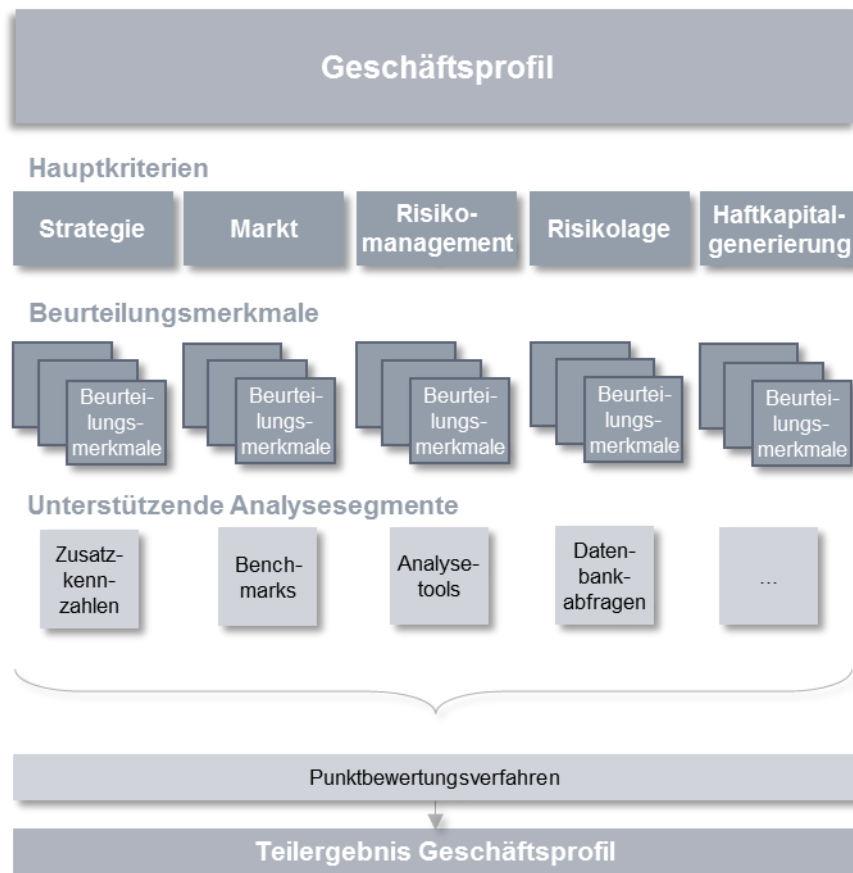 Geschäftsprofil
Hauptkriterien
Strategie
Markt
Risiko-
management
Risikolage
Haftkapital-
generierung
Beurteilungsmerkmale
Beurtei-
lungs-
merkmale
Beurtei-
lungs-
merkmale
Beurtei-
lungs-
merkmale
Beurtei-
lungs-
merkmale
Beurtei-
lungs-
merkmale
Unterstützende Analysesegmente
Zusatz-
kenn-
zahlen
Bench-
marks
Analyse-
tools
Daten-
bank-
abfragen
...
Punktbewertungsverfahren
Teilergebnis Geschäftsprofil